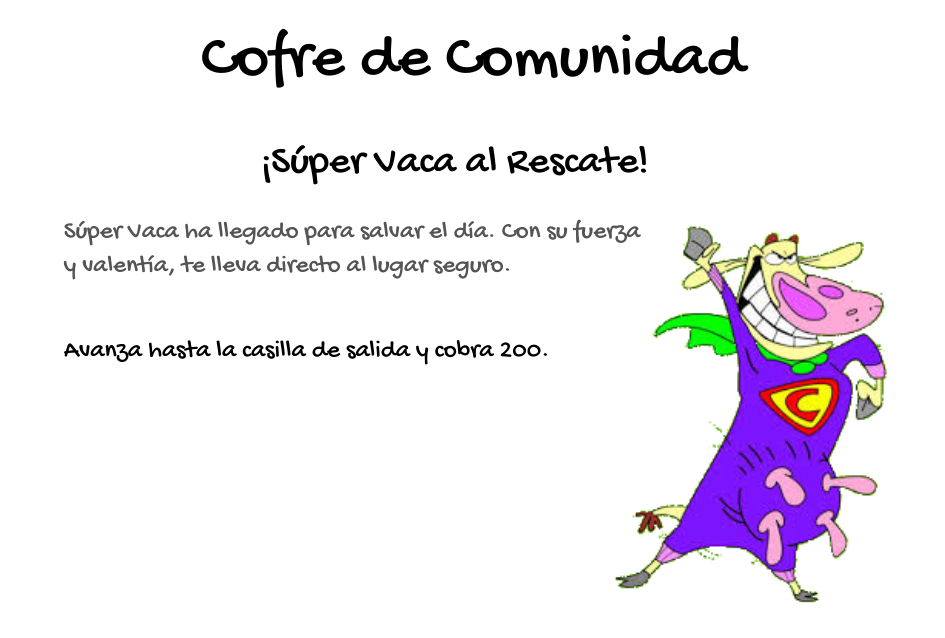 Cofre de Comunidad
¡Súper Vaca al Rescate!
Súper Vaca ha llegado para salvar el día. Con su fuerza
y valentía, te lleva directo al lugar seguro.
Avanza hasta la casilla de salida y cobra 200.
C